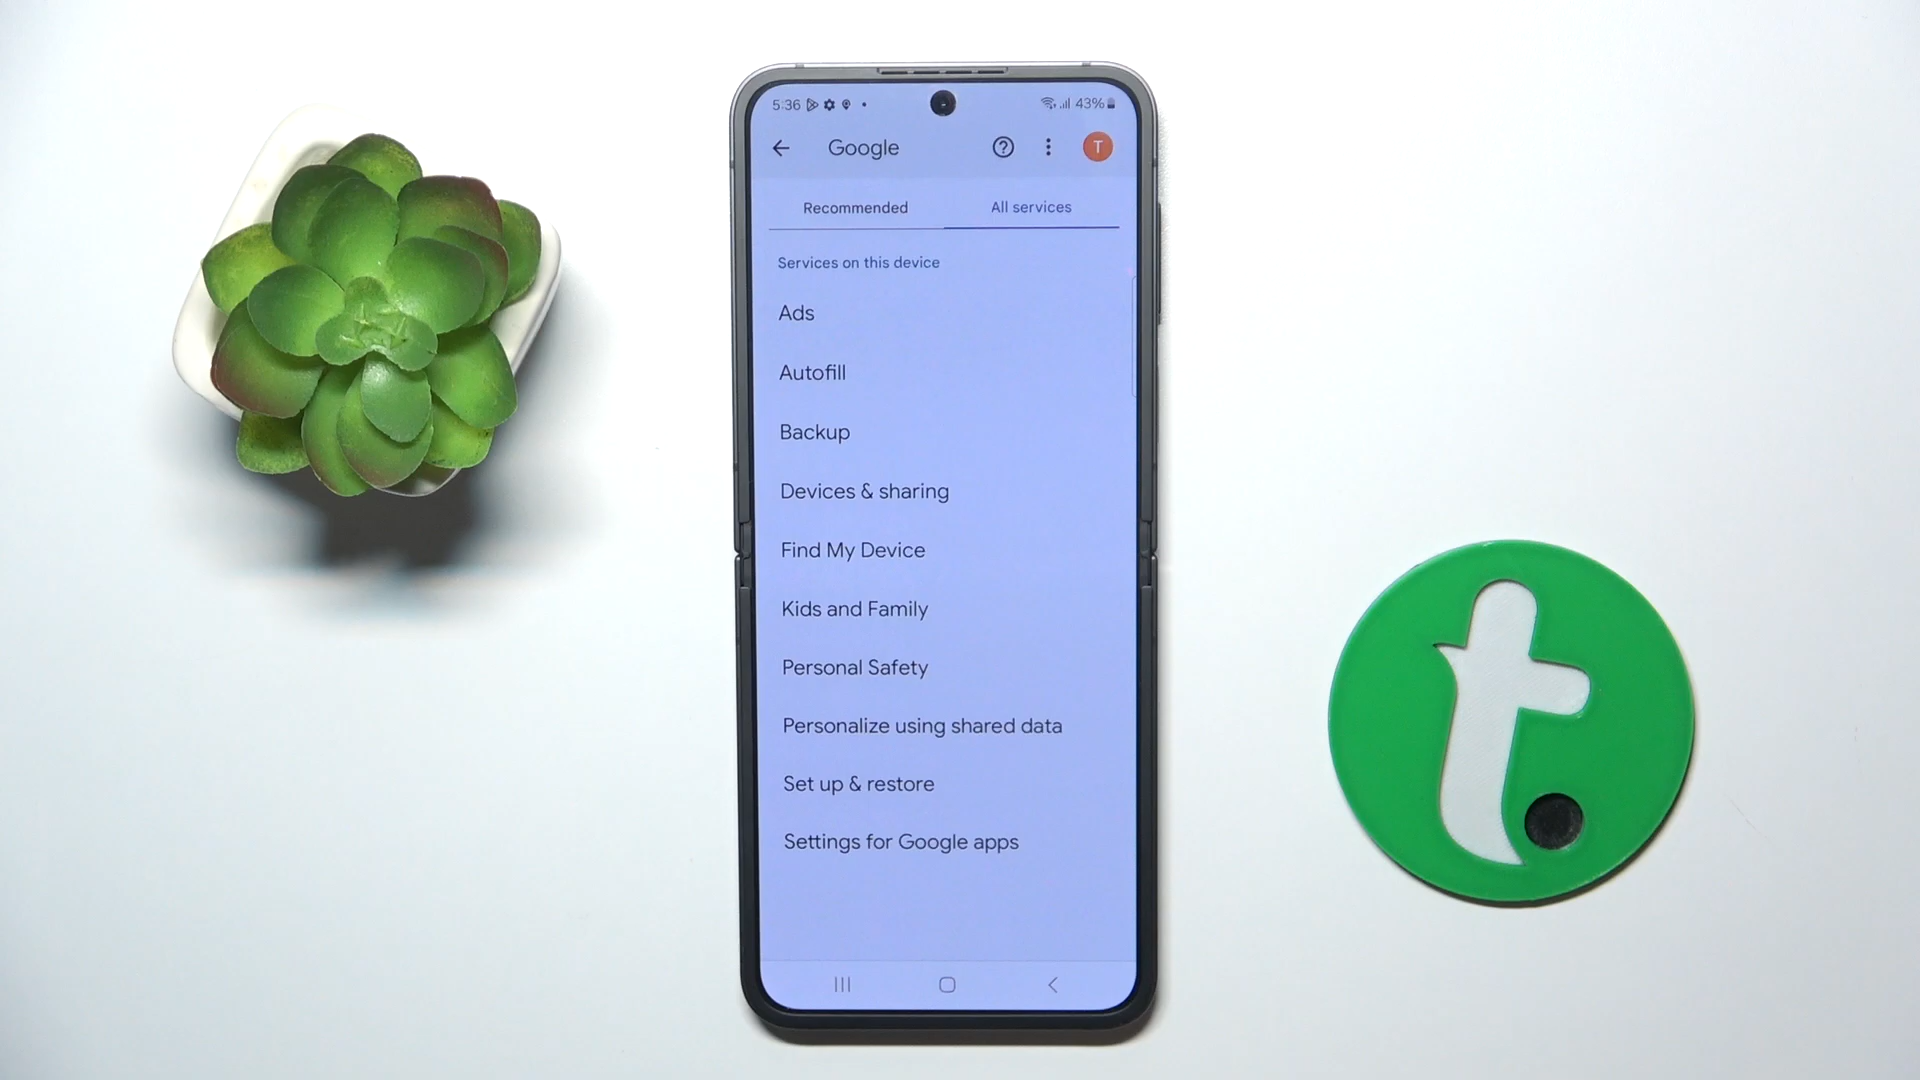 5:36 43%
Google T
Recommended All services
Services on this device
Ads
Autofill
Backup
Devices & sharing
Find My Device
Kids and Family
Personal Safety
Personalize using shared data
Set up & restore
Settings for Google apps
t